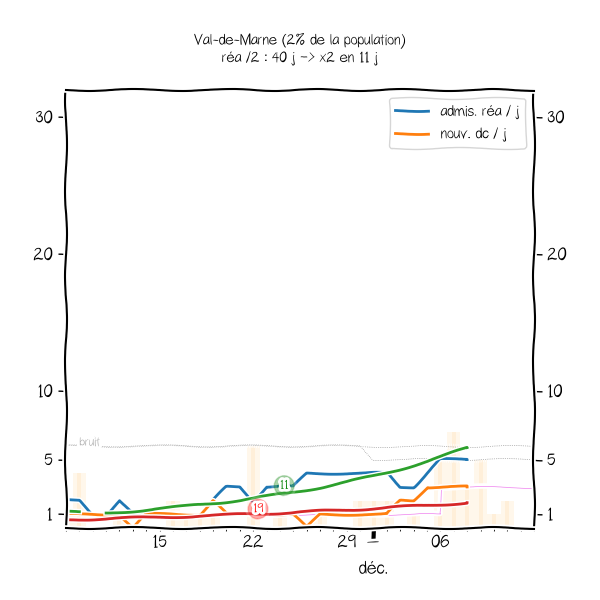 Val-de-Marne (2% de la population)
réa /2 : 40 j -> x2 en 11 j
admis. réa / j
nouv. dc / j
30
30
20
20
10
10
bruit
5
5
11
19
1
1
15
22
29
06
déc.